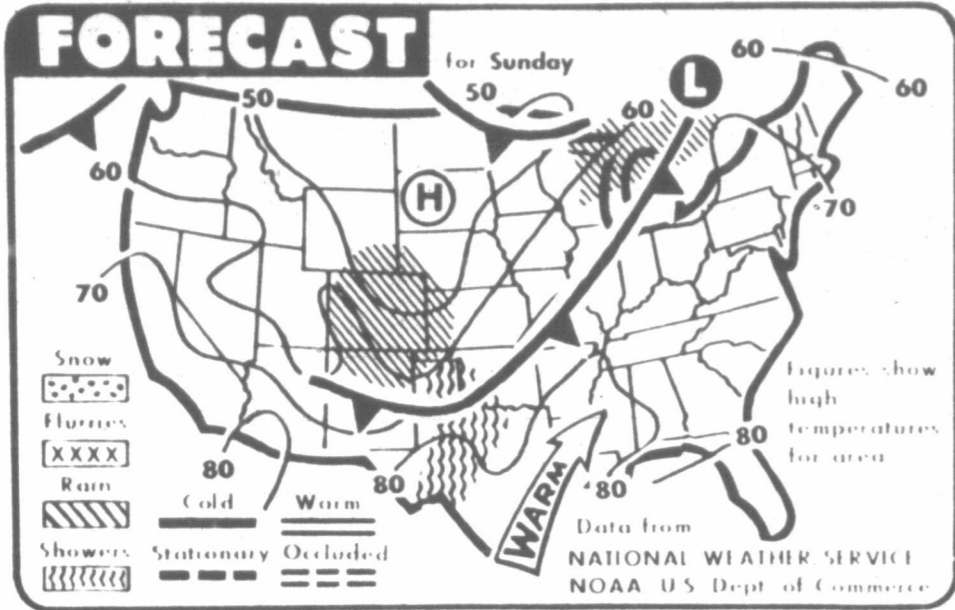 FORECAST
for Sunday
50
50
60
60
60
L
60
H
70
70
Snow
Flurries
XXXX
Rain
Showers
80
80
80
80
Cold
Warm
Stationary
Occluded
WARM
Figures show
high
temperatures
for area
Data from
NATIONAL WEATHER SERVICE
NOAA U S Dept. of Commerce